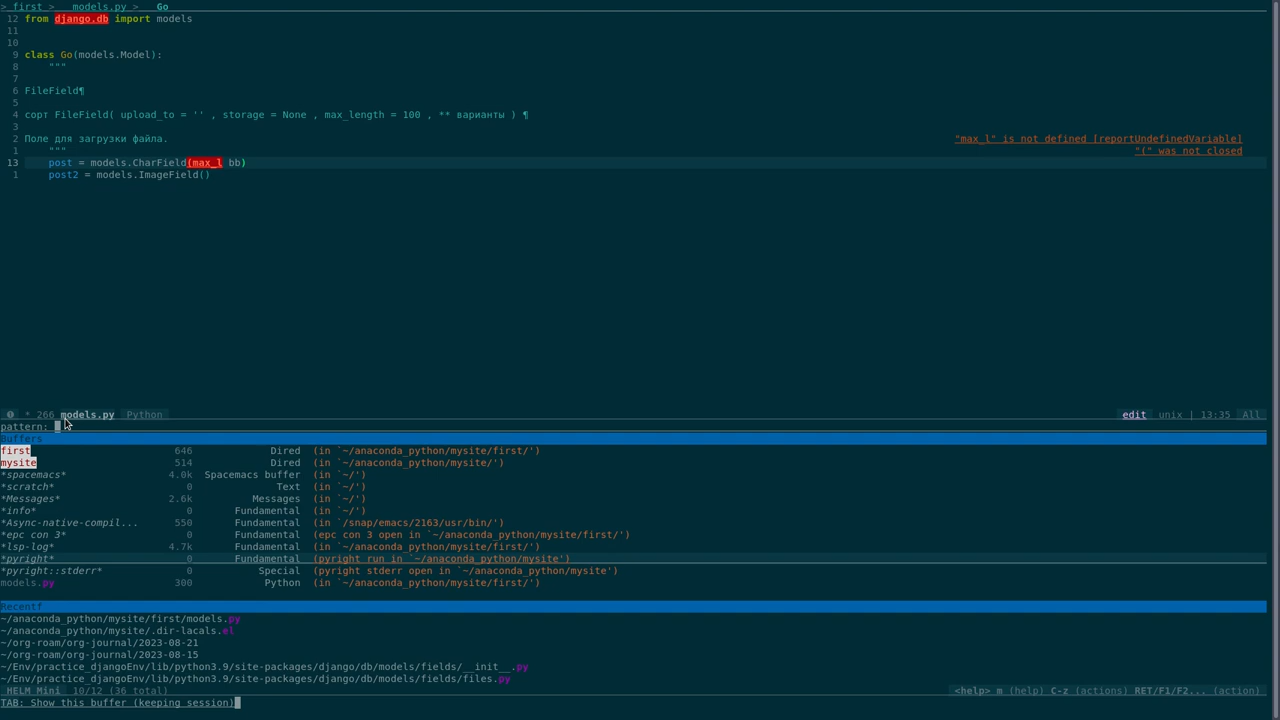 > first > models.py > Go
12 from django.db import models
11
10
9 class Go(models.Model):
8 """
7
6 FileField¶
5
4 сорт FileField( upload_to = '' , storage = None , max_length = 100 , ** варианты ) ¶
3
2 Поле для загрузки файла. "max_l" is not defined [reportUndefinedVariable]
1 """ "(" was not closed
13 post = models.CharField(max_l bb)
1 post2 = models.ImageField()
* 266 models.py Python edit unix | 13:35 All
pattern:
Buffers
first 646 Dired (in `~/anaconda_python/mysite/first/')
mysite 514 Dired (in `~/anaconda_python/mysite/')
*spacemacs* 4.0k Spacemacs buffer (in `~/')
*scratch* 0 Text (in `~/')
*Messages* 2.6k Messages (in `~/')
*info* 0 Fundamental (in `~/')
*Async-native-compil... 550 Fundamental (in `/snap/emacs/2163/usr/bin/')
*epc con 3* 0 Fundamental (epc con 3 open in `~/anaconda_python/mysite/first/')
*lsp-log* 4.7k Fundamental (in `~/anaconda_python/mysite/first/')
*pyright* 0 Fundamental (pyright run in `~/anaconda_python/mysite')
*pyright::stderr* 0 Special (pyright stderr open in `~/anaconda_python/mysite')
models.py 300 Python (in `~/anaconda_python/mysite/first/')
Recentf
~/anaconda_python/mysite/first/models.py
~/anaconda_python/mysite/.dir-lacals.el
~/org-roam/org-journal/2023-08-21
~/org-roam/org-journal/2023-08-15
~/Env/practice_djangoEnv/lib/python3.9/site-packages/django/db/models/fields/__init__.py
~/Env/practice_djangoEnv/lib/python3.9/site-packages/django/db/models/fields/files.py
HELM Mini 10/12 (36 total) <help> m (help) C-z (actions) RET/F1/F2... (action)
TAB: Show this buffer (keeping session)